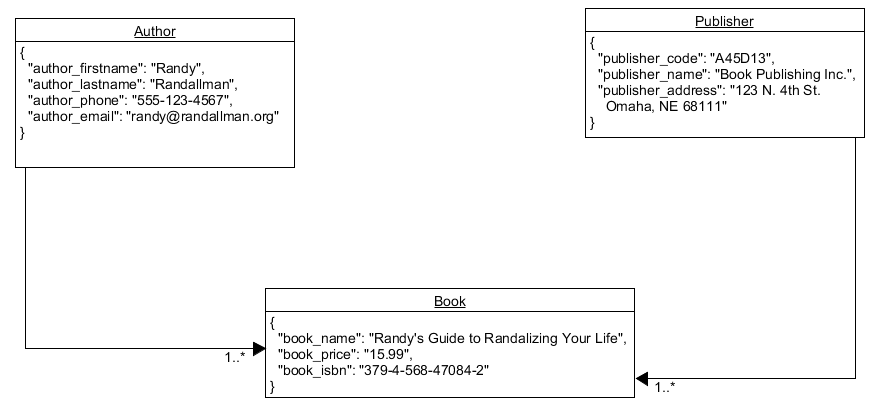 Author
{
"author_firstname": "Randy",
"author_lastname": "Randallman",
"author_phone": "555-123-4567",
"author_email": "randy@randallman.org"
}
Publisher
{
"publisher_code": "A45D13",
"publisher_name": "Book Publishing Inc.",
"publisher_address": "123 N. 4th St.
Omaha, NE 68111"
}
Book
{
"book_name": "Randy's Guide to Randalizing Your Life",
"book_price": "15.99",
"book_isbn": "379-4-568-47084-2"
}
1..*
1..*